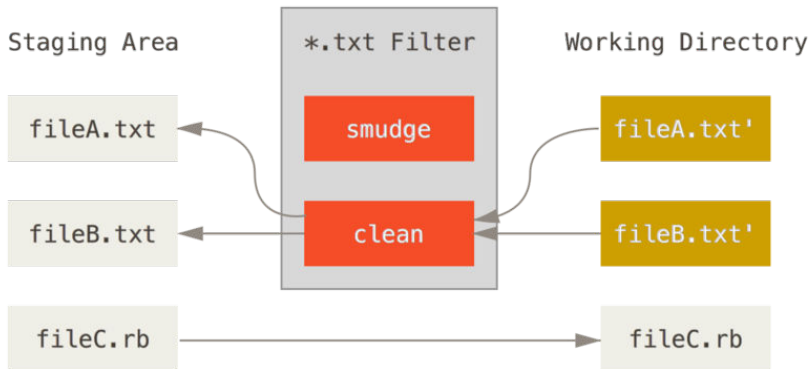 Staging Area
*.txt Filter
Working Directory
fileA.txt
smudge
fileA.txt'
fileB.txt
clean
fileB.txt'
fileC.rb
fileC.rb